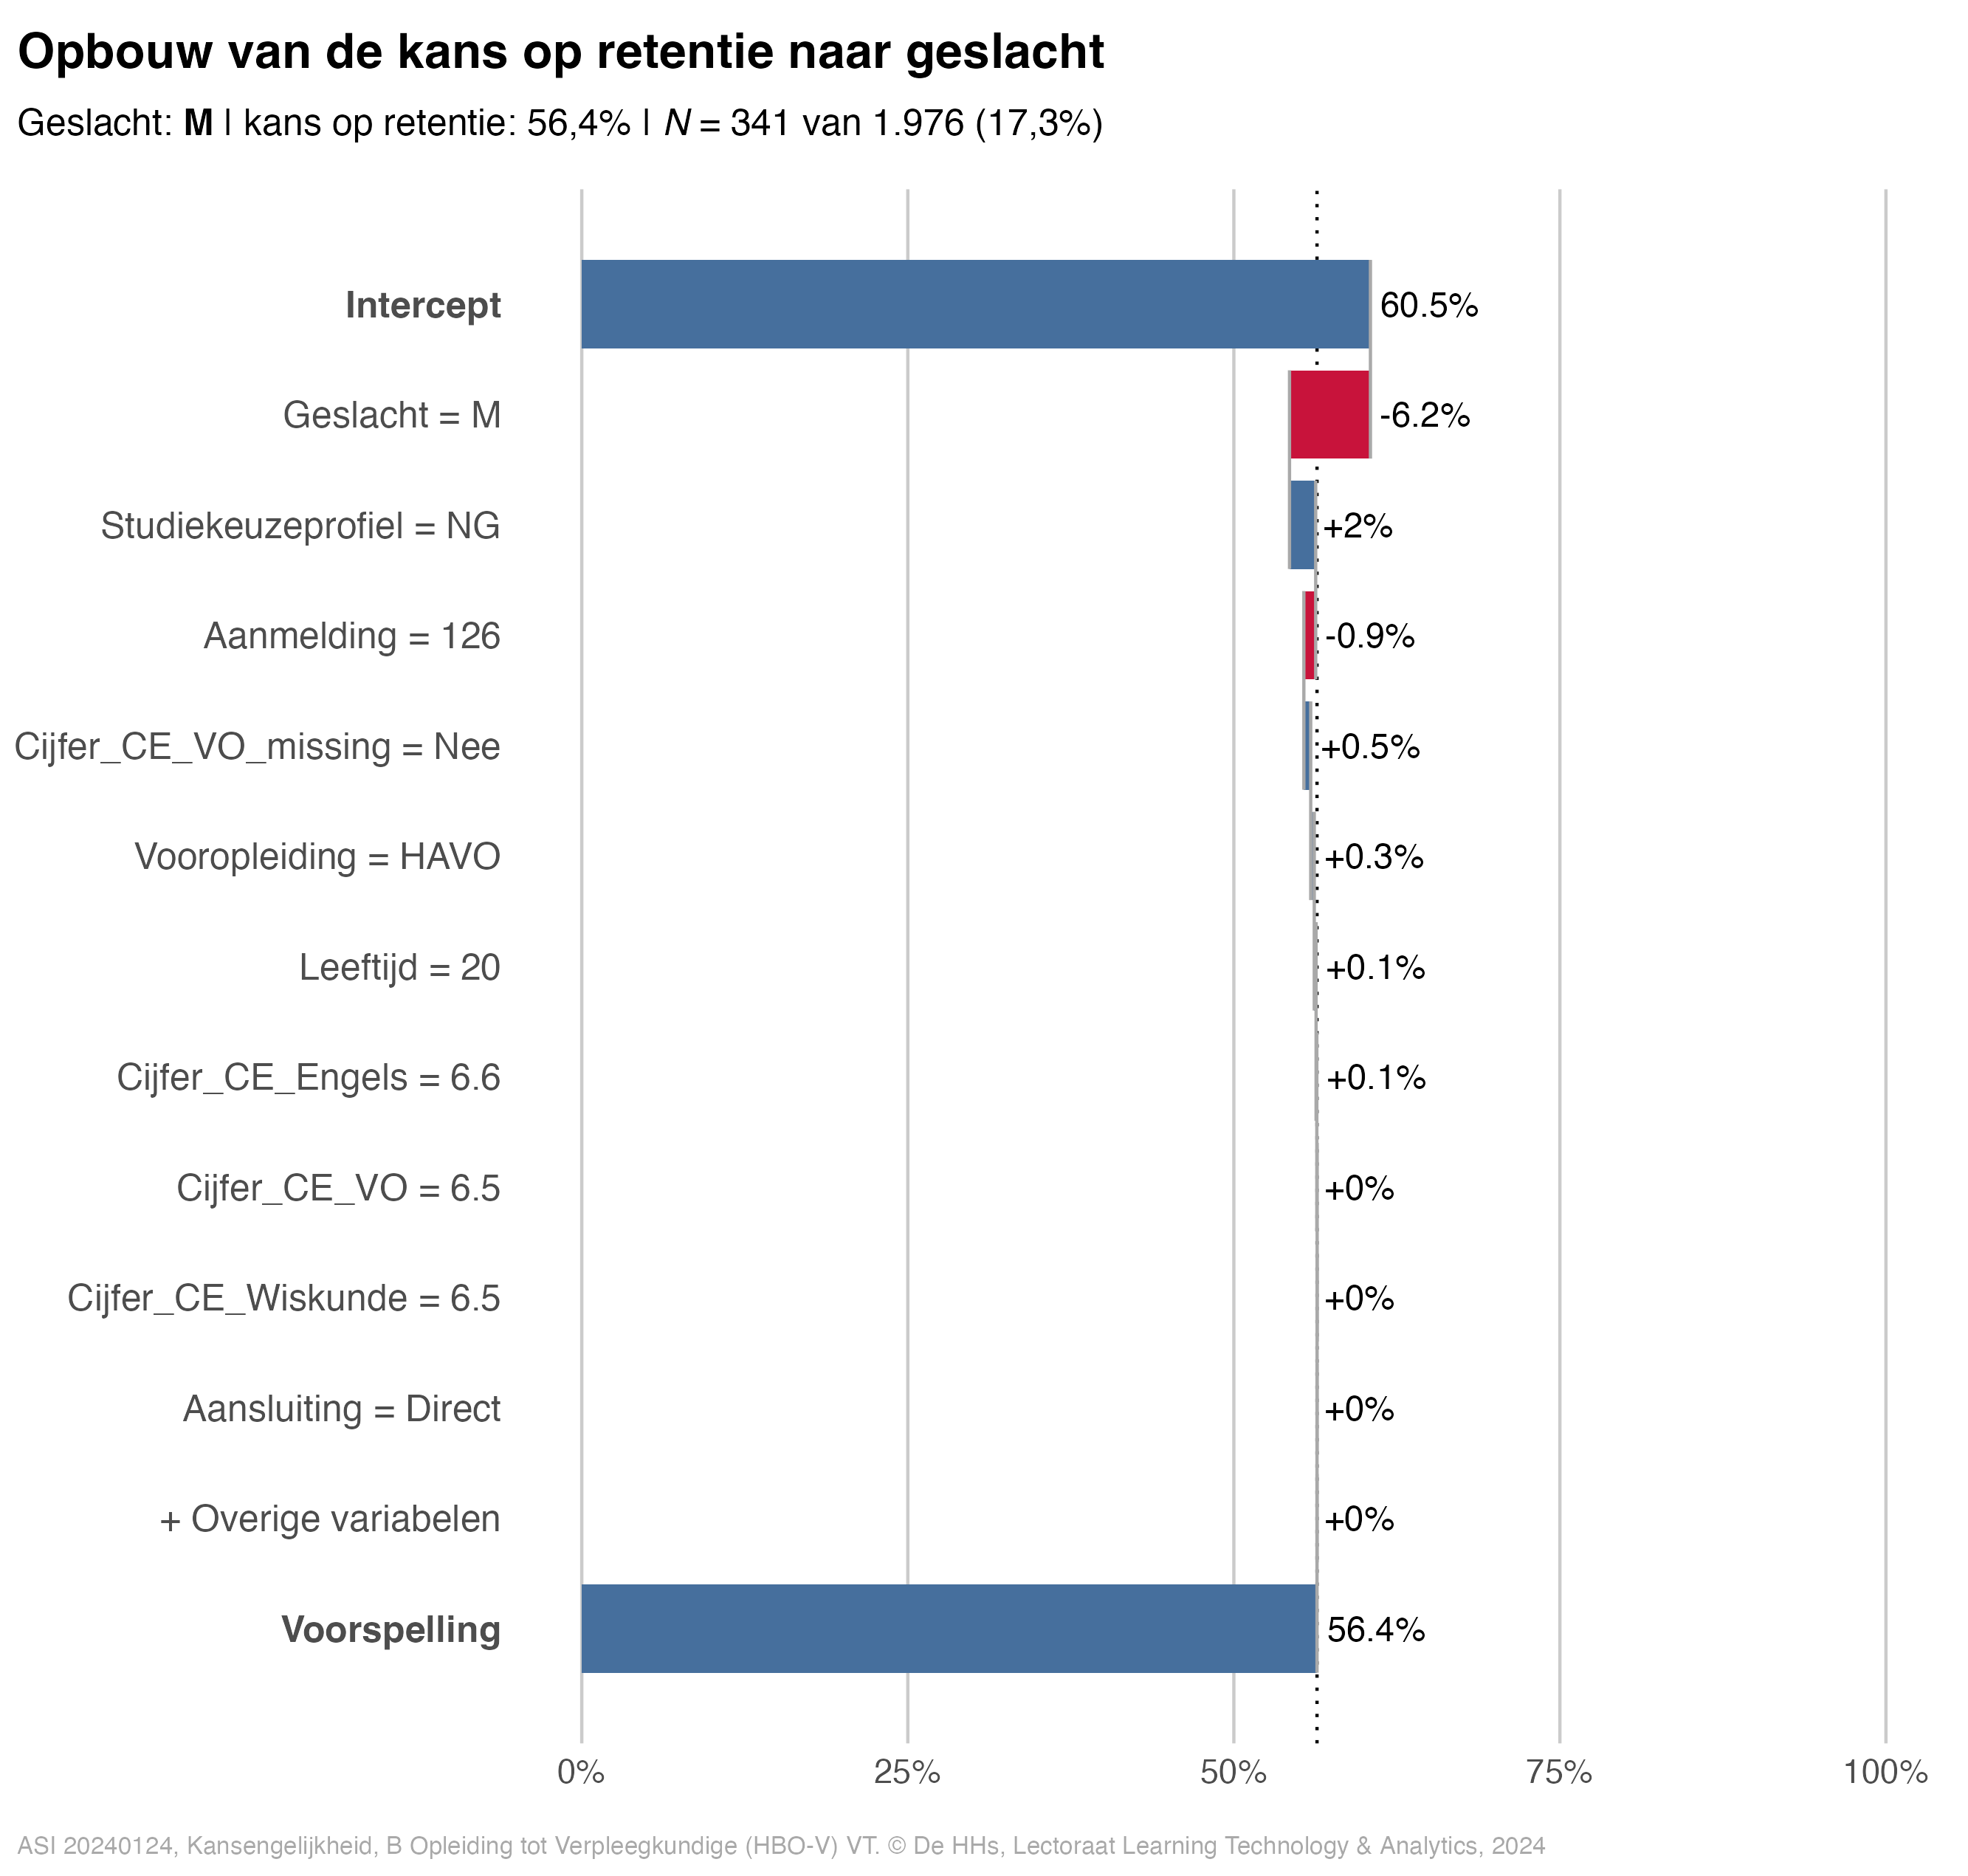 Opbouw van de kans op retentie naar geslacht
Geslacht: M | kans op retentie: 56,4% | N = 341 van 1.976 (17,3%)
Intercept 60.5%
Geslacht = M -6.2%
Studiekeuzeprofiel = NG +2%
Aanmelding = 126 -0.9%
Cijfer_CE_VO_missing = Nee +0.5%
Vooropleiding = HAVO +0.3%
Leeftijd = 20 +0.1%
Cijfer_CE_Engels = 6.6 +0.1%
Cijfer_CE_VO = 6.5 +0%
Cijfer_CE_Wiskunde = 6.5 +0%
Aansluiting = Direct +0%
+ Overige variabelen +0%
Voorspelling 56.4%
0% 25% 50% 75% 100%
ASI 20240124, Kansengelijkheid, B Opleiding tot Verpleegkundige (HBO-V) VT. © De HHs, Lectoraat Learning Technology & Analytics, 2024